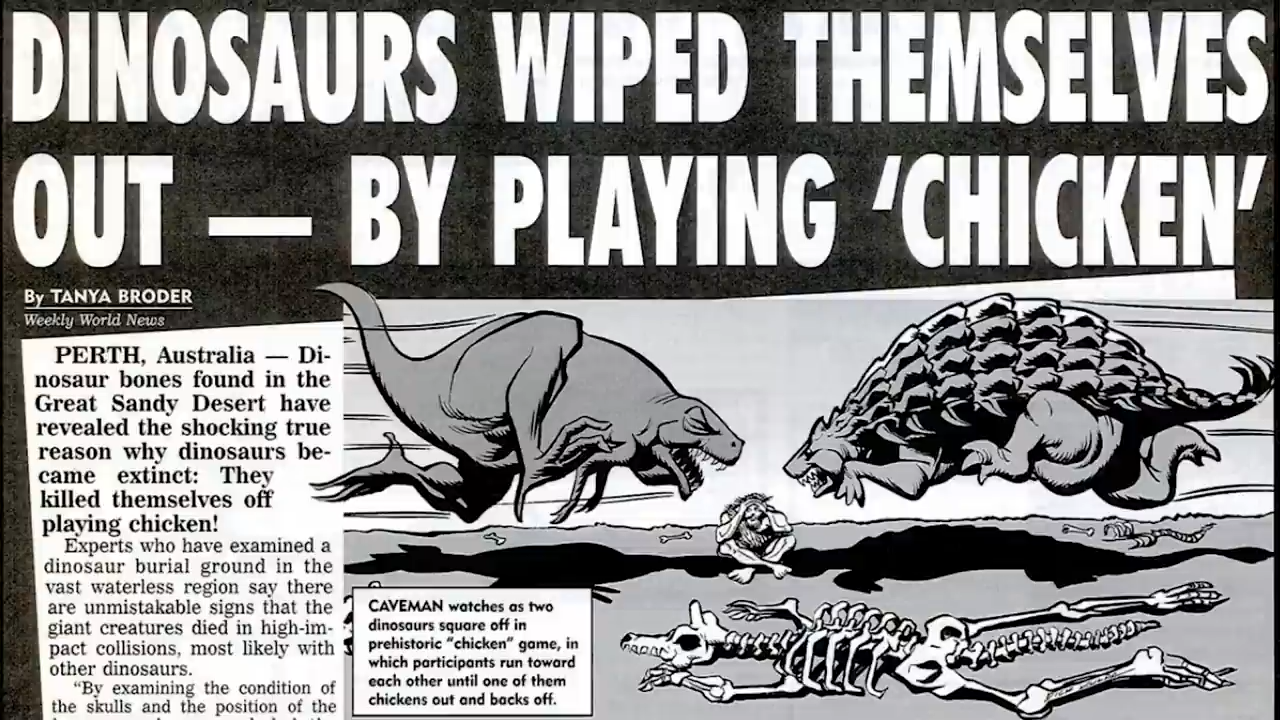 DINOSAURS WIPED THEMSELVES
OUT — BY PLAYING 'CHICKEN'
By TANYA BRODER
Weekly World News
PERTH, Australia — Di-
nosaur bones found in the
Great Sandy Desert have
revealed the shocking true
reason why dinosaurs be-
came extinct: They
killed themselves off
playing chicken!
Experts who have examined a
dinosaur burial ground in the
vast waterless region say there
are unmistakable signs that the
giant creatures died in high-im-
pact collisions, most likely with
other dinosaurs.
"By examining the condition of
the skulls and the position of the
CAVEMAN watches as two
dinosaurs square off in
prehistoric "chicken" game, in
which participants run toward
each other until one of them
chickens out and backs off.